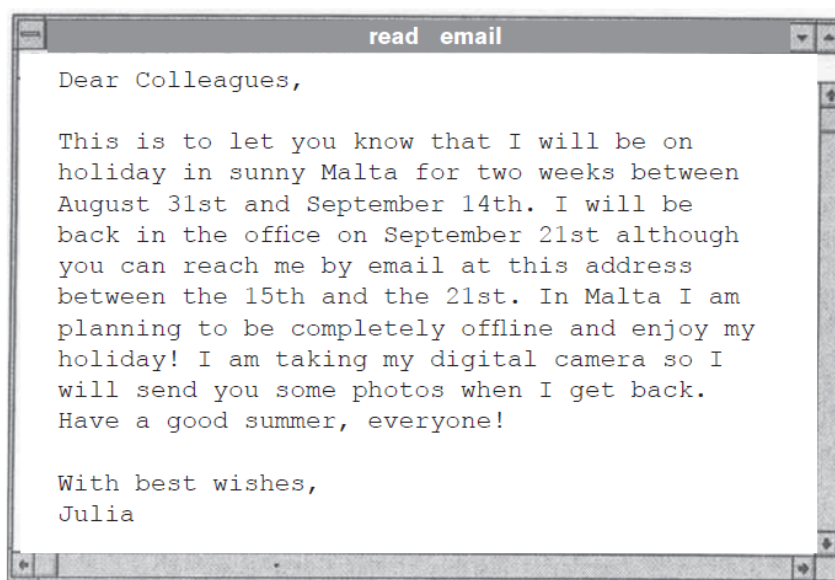 read email
Dear Colleagues,
This is to let you know that I will be on
holiday in sunny Malta for two weeks between
August 31st and September 14th. I will be
back in the office on September 21st although
you can reach me by email at this address
between the 15th and the 21st. In Malta I am
planning to be completely offline and enjoy my
holiday! I am taking my digital camera so I
will send you some photos when I get back.
Have a good summer, everyone!
With best wishes,
Julia